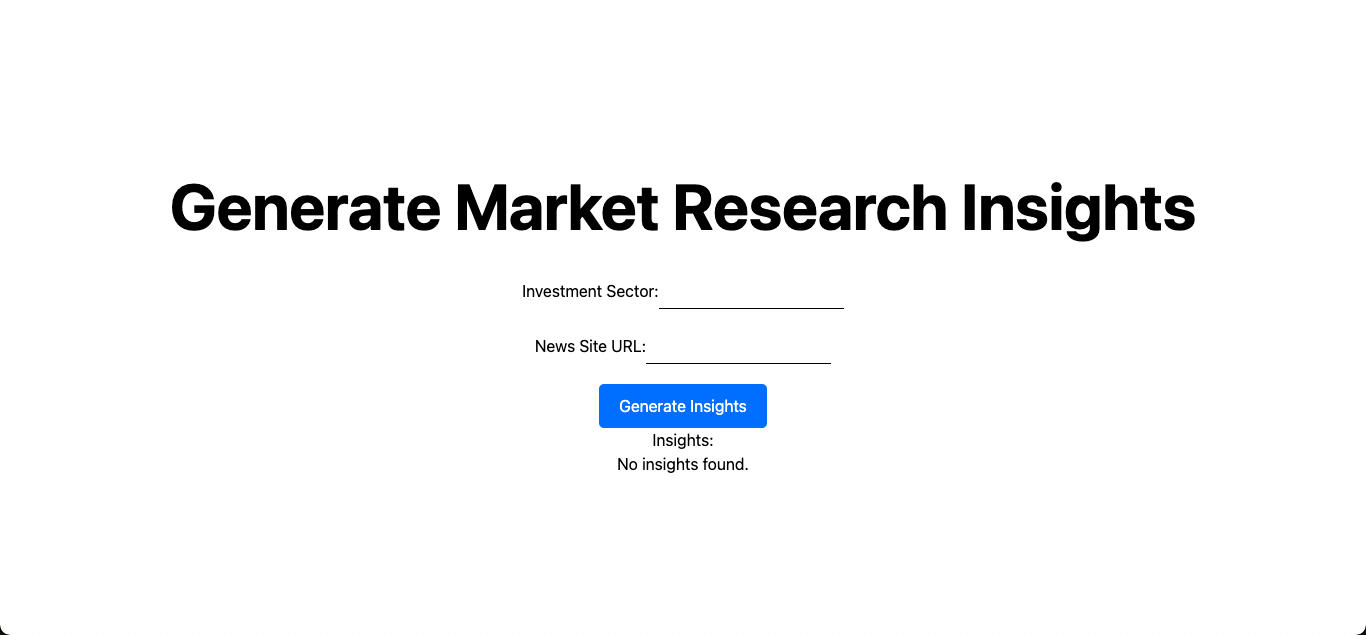 Generate Market Research Insights
Investment Sector:
News Site URL:
Generate Insights
Insights:
No insights found.